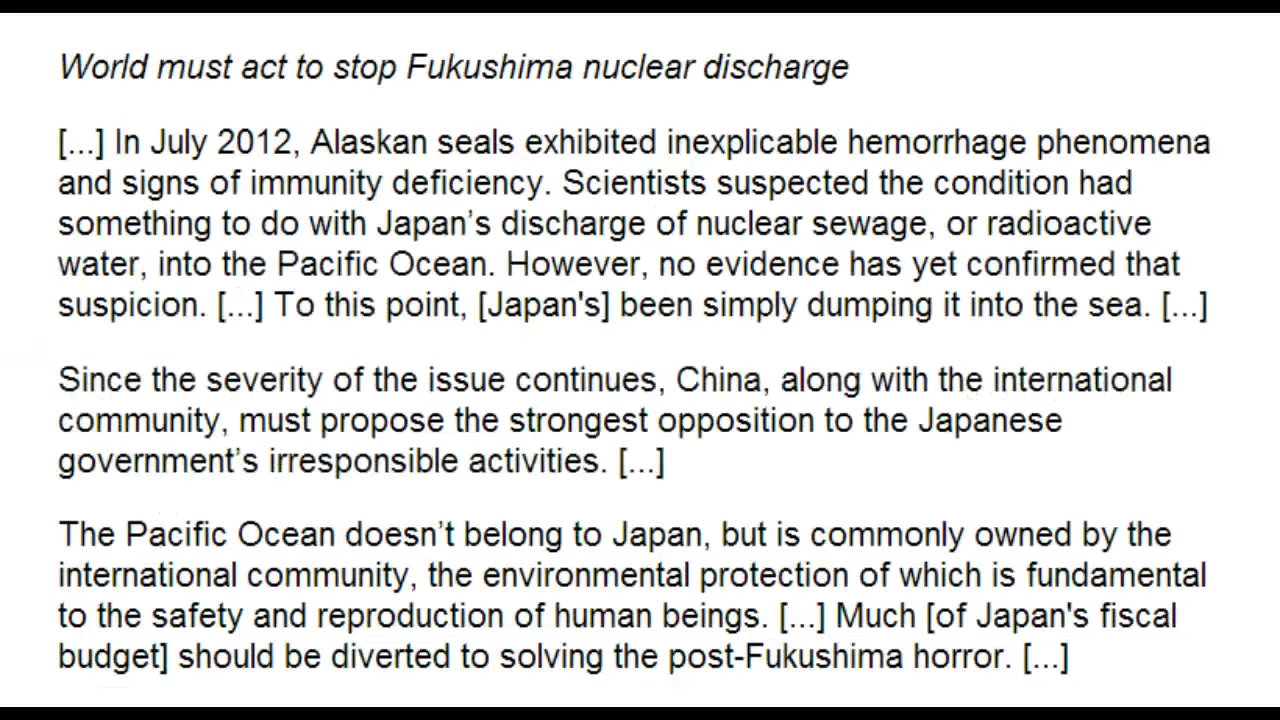 World must act to stop Fukushima nuclear discharge
[...] In July 2012, Alaskan seals exhibited inexplicable hemorrhage phenomena
and signs of immunity deficiency. Scientists suspected the condition had
something to do with Japan’s discharge of nuclear sewage, or radioactive
water, into the Pacific Ocean. However, no evidence has yet confirmed that
suspicion. [...] To this point, [Japan's] been simply dumping it into the sea. [...]
Since the severity of the issue continues, China, along with the international
community, must propose the strongest opposition to the Japanese
government’s irresponsible activities. [...]
The Pacific Ocean doesn’t belong to Japan, but is commonly owned by the
international community, the environmental protection of which is fundamental
to the safety and reproduction of human beings. [...] Much [of Japan's fiscal
budget] should be diverted to solving the post-Fukushima horror. [...]